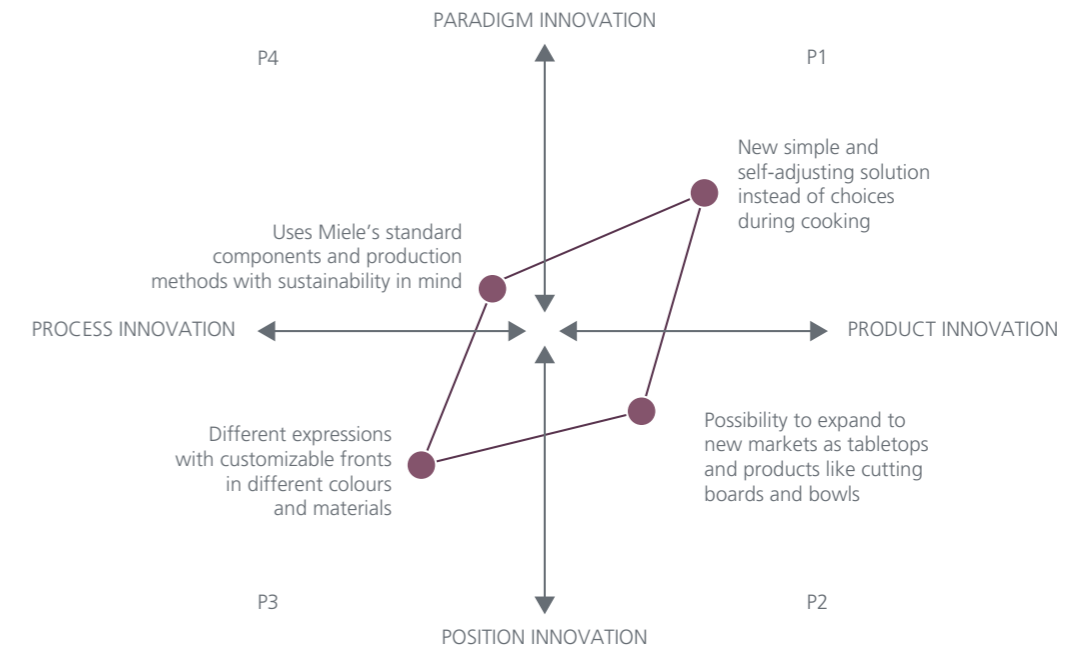 PARADIGM INNOVATION
P4
P1
New simple and
self-adjusting solution
instead of choices
during cooking
Uses Miele's standard
components and production
methods with sustainability in mind
PROCESS INNOVATION
PRODUCT INNOVATION
Different expressions
with customizable fronts
in different colours
and materials
Possibility to expand to
new markets as tabletops
and products like cutting
boards and bowls
P3
P2
POSITION INNOVATION